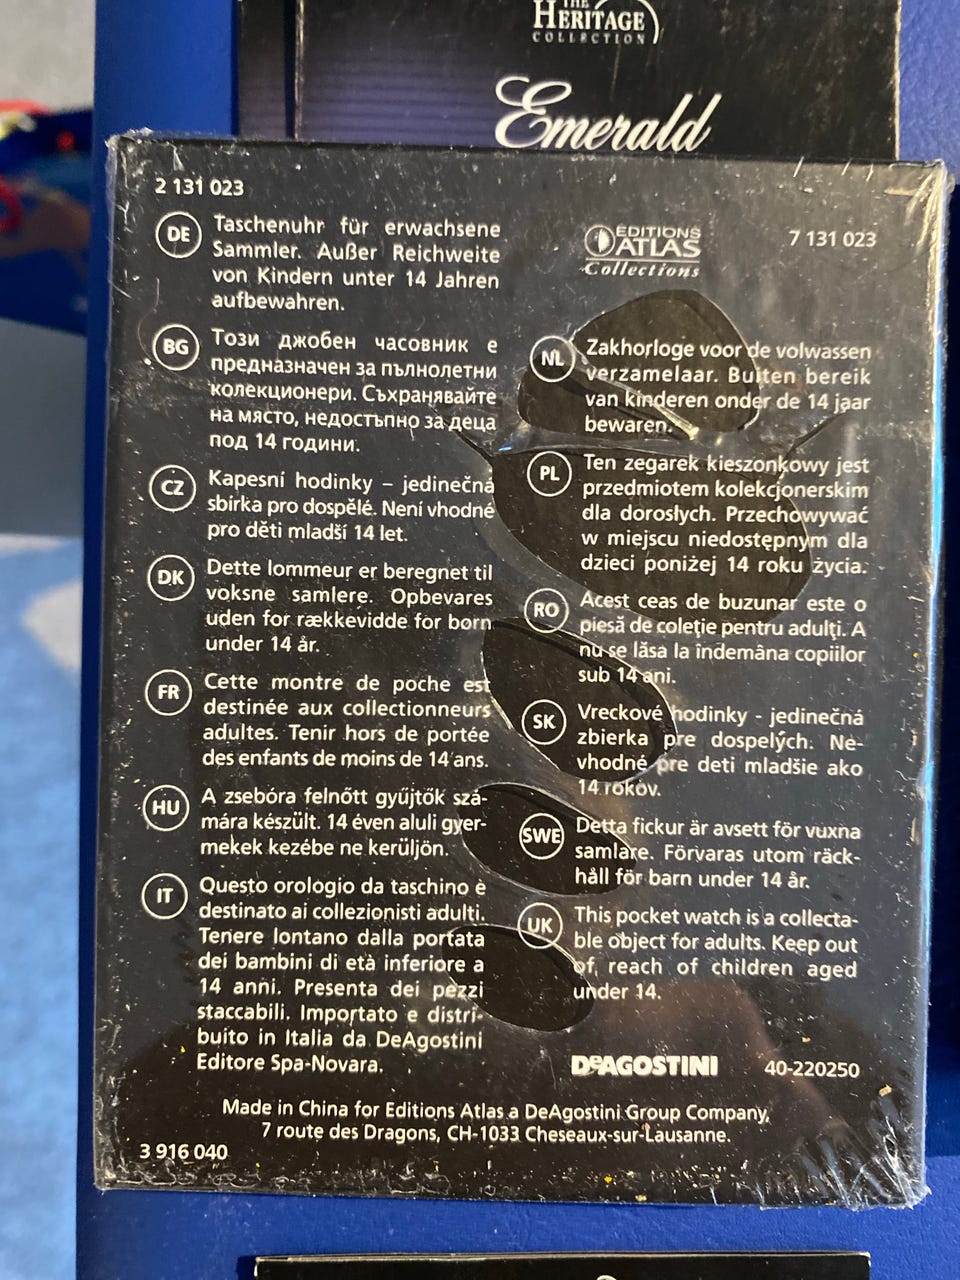 THE
HERITAGE
COLLECTION
Emerald
2 131 023
DE
Taschenuhr für erwachsene
Sammler. Außer Reichweite
von Kindern unter 14 Jahren
aufbewahren.
BG
Този джобен часовник е
предназначен за пълнолетни
колекционери. Съхранявайте
на място, недостъпно за деца
под 14 години.
CZ
Kapesní hodinky – jedinečná
sbírka pro dospělé. Není vhodné
pro děti mladší 14 let.
DK
Dette lommeur er beregnet til
voksne samlere. Opbevares
uden for rækkevidde for born
under 14 år.
FR
Cette montre de poche est
destinée aux collectionneurs
adultes. Tenir hors de portée
des enfants de moins de 14 ans.
HU
A zsebóra felnőtt gyűjtők szá-
mára készült. 14 éven aluli gyer-
mekek kezébe ne kerüljön.
IT
Questo orologio da taschino è
destinato ai collezionisti adulti.
Tenere lontano dalla portata
dei bambini di età inferiore a
14 anni. Presenta dei pezzi
staccabili. Importato e distri-
buito in Italia da DeAgostini
Editore Spa-Novara.
EDITIONS
ATLAS
Collections
7 131 023
NL
Zakhorloge voor de volwassen
verzamelaar. Buiten bereik
van kinderen onder de 14 jaar
bewaren.
PL
Ten zegarek kieszonkowy jest
przedmiotem kolekcjonerskim
dla dorosłych. Przechowywać
w miejscu niedostępnym dla
dzieci poniżej 14 roku życia.
RO
Acest ceas de buzunar este o
piesă de coleţie pentru adulţi. A
nu se lăsa la îndemâna copiilor
sub 14 ani.
SK
Vreckové hodinky - jedinečná
zbierka pre dospelých. Ne-
vhodné pre deti mladšie ako
14 rokov.
SWE
Detta fickur är avsett för vuxna
samlare. Förvaras utom räck-
håll för barn under 14 år.
UK
This pocket watch is a collecta-
ble object for adults. Keep out
of reach of children aged
under 14.
DeAGOSTINI
40-220250
Made in China for Editions Atlas a DeAgostini Group Company,
7 route des Dragons, CH-1033 Cheseaux-sur-Lausanne.
3 916 040